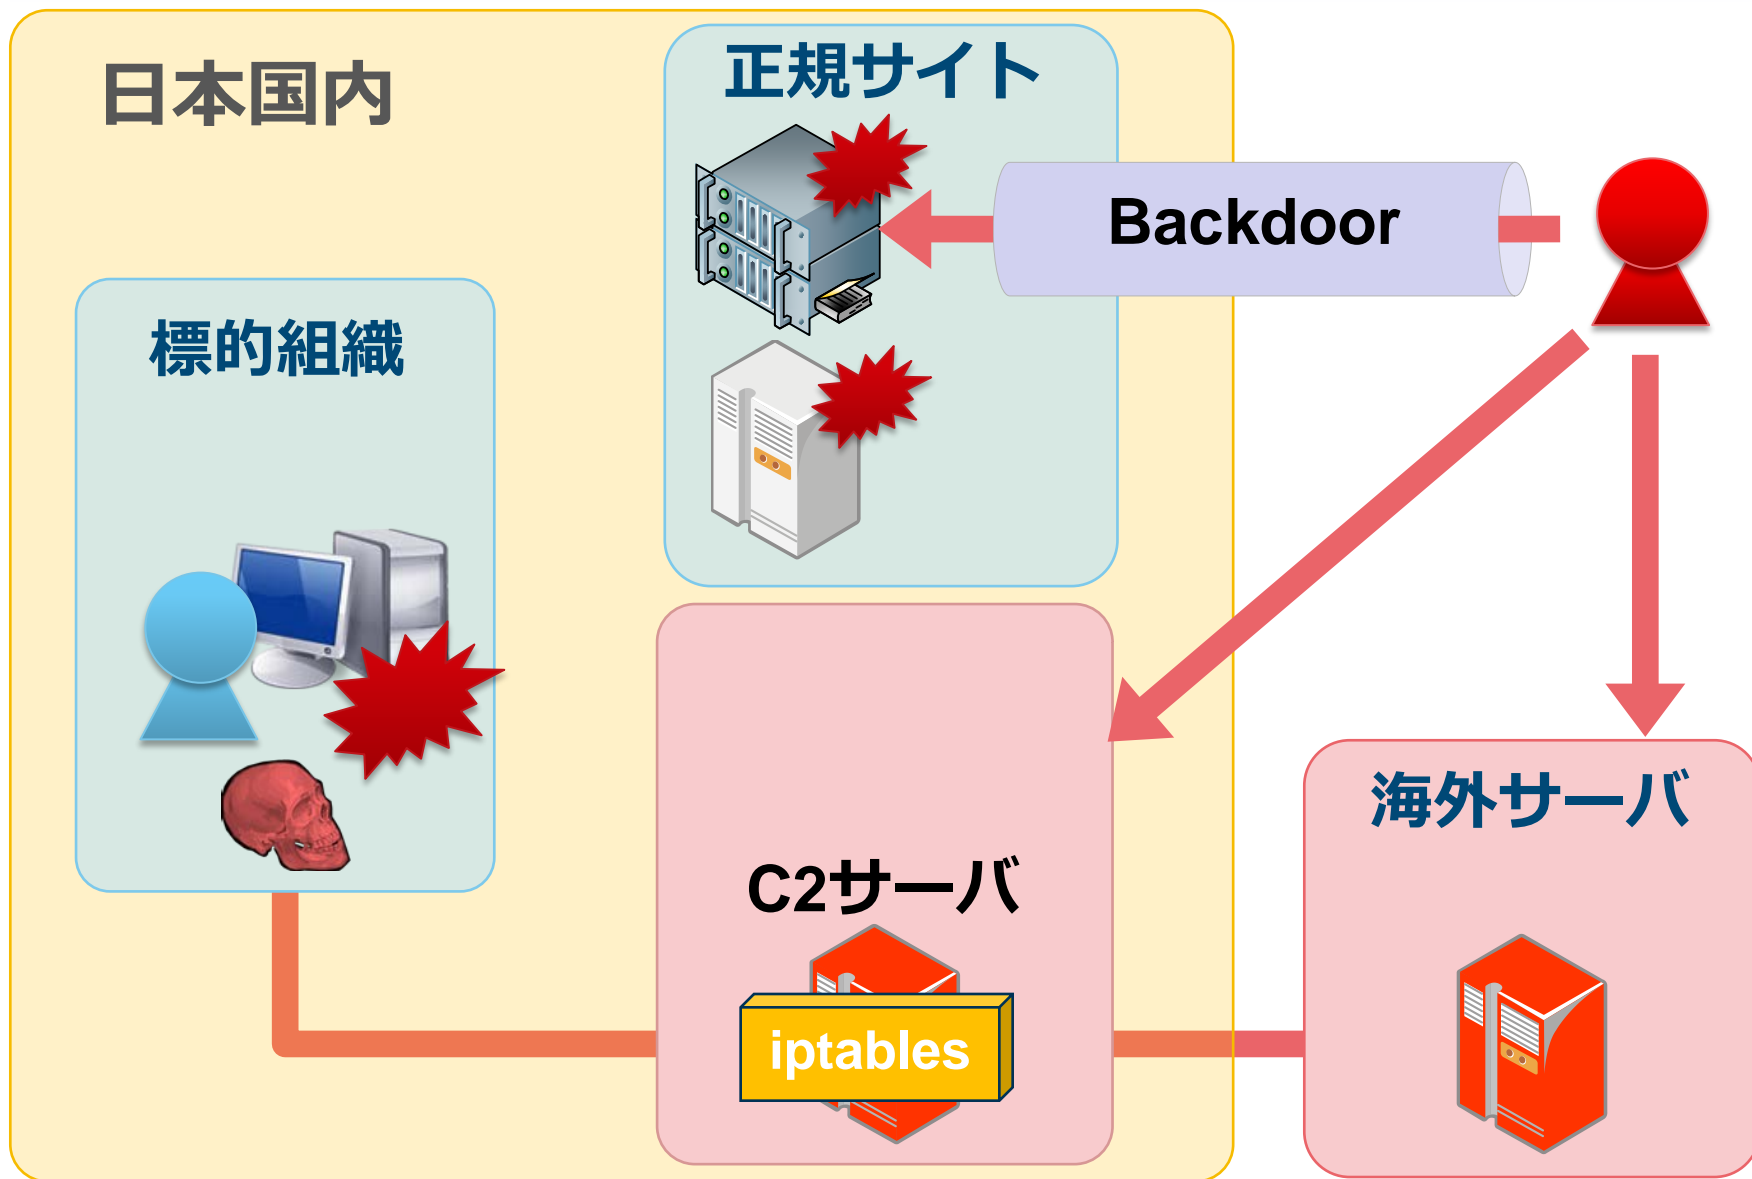 日本国内
正規サイト
Backdoor
標的組織
海外サーバ
C2サーバ
iptables